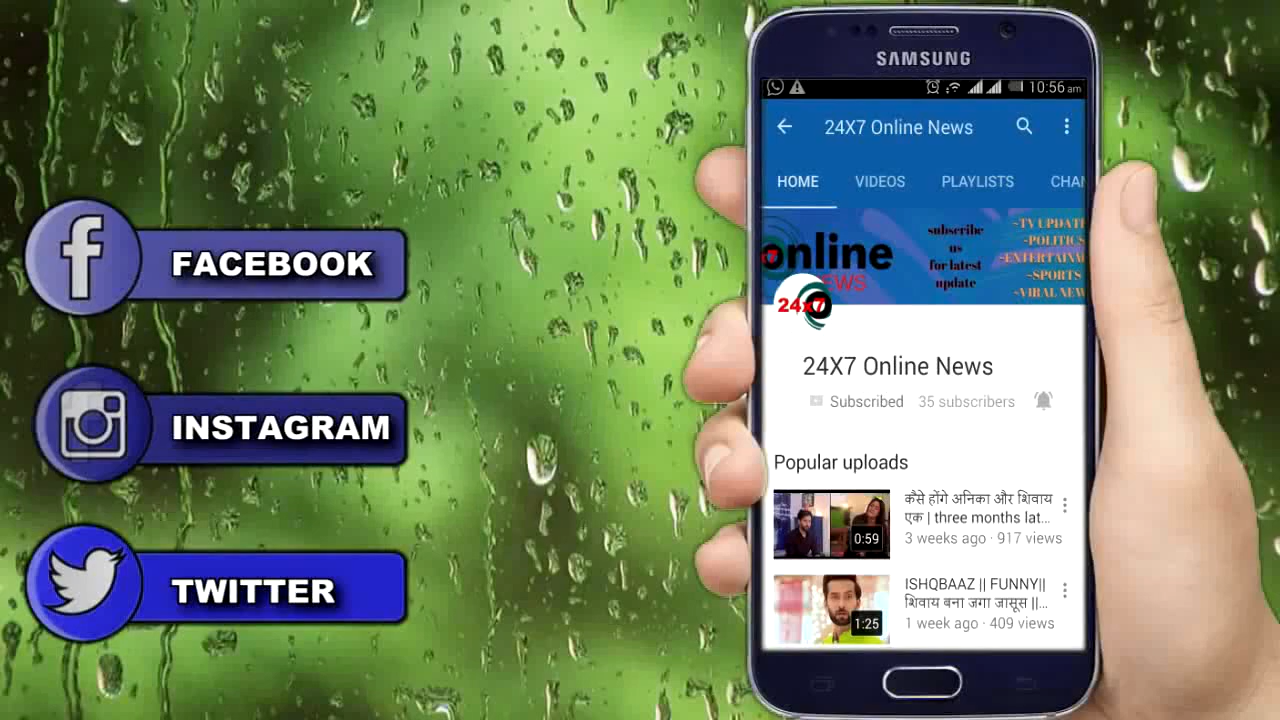 FACEBOOK
INSTAGRAM
TWITTER
SAMSUNG
10:56 am
24X7 Online News
HOME VIDEOS PLAYLISTS CHAN
online
NEWS
subscribe
us
for latest
update
~TV UPDATE
~POLITICS
~ENTERTAINM
~SPORTS
~VIRAL NEW
24x7
24X7 Online News
Subscribed 35 subscribers
Popular uploads
0:59
कैसे होंगे अनिका और शिवाय
एक | three months lat...
3 weeks ago · 917 views
1:25
ISHQBAAZ || FUNNY||
शिवाय बना जगा जासूस ||...
1 week ago · 409 views